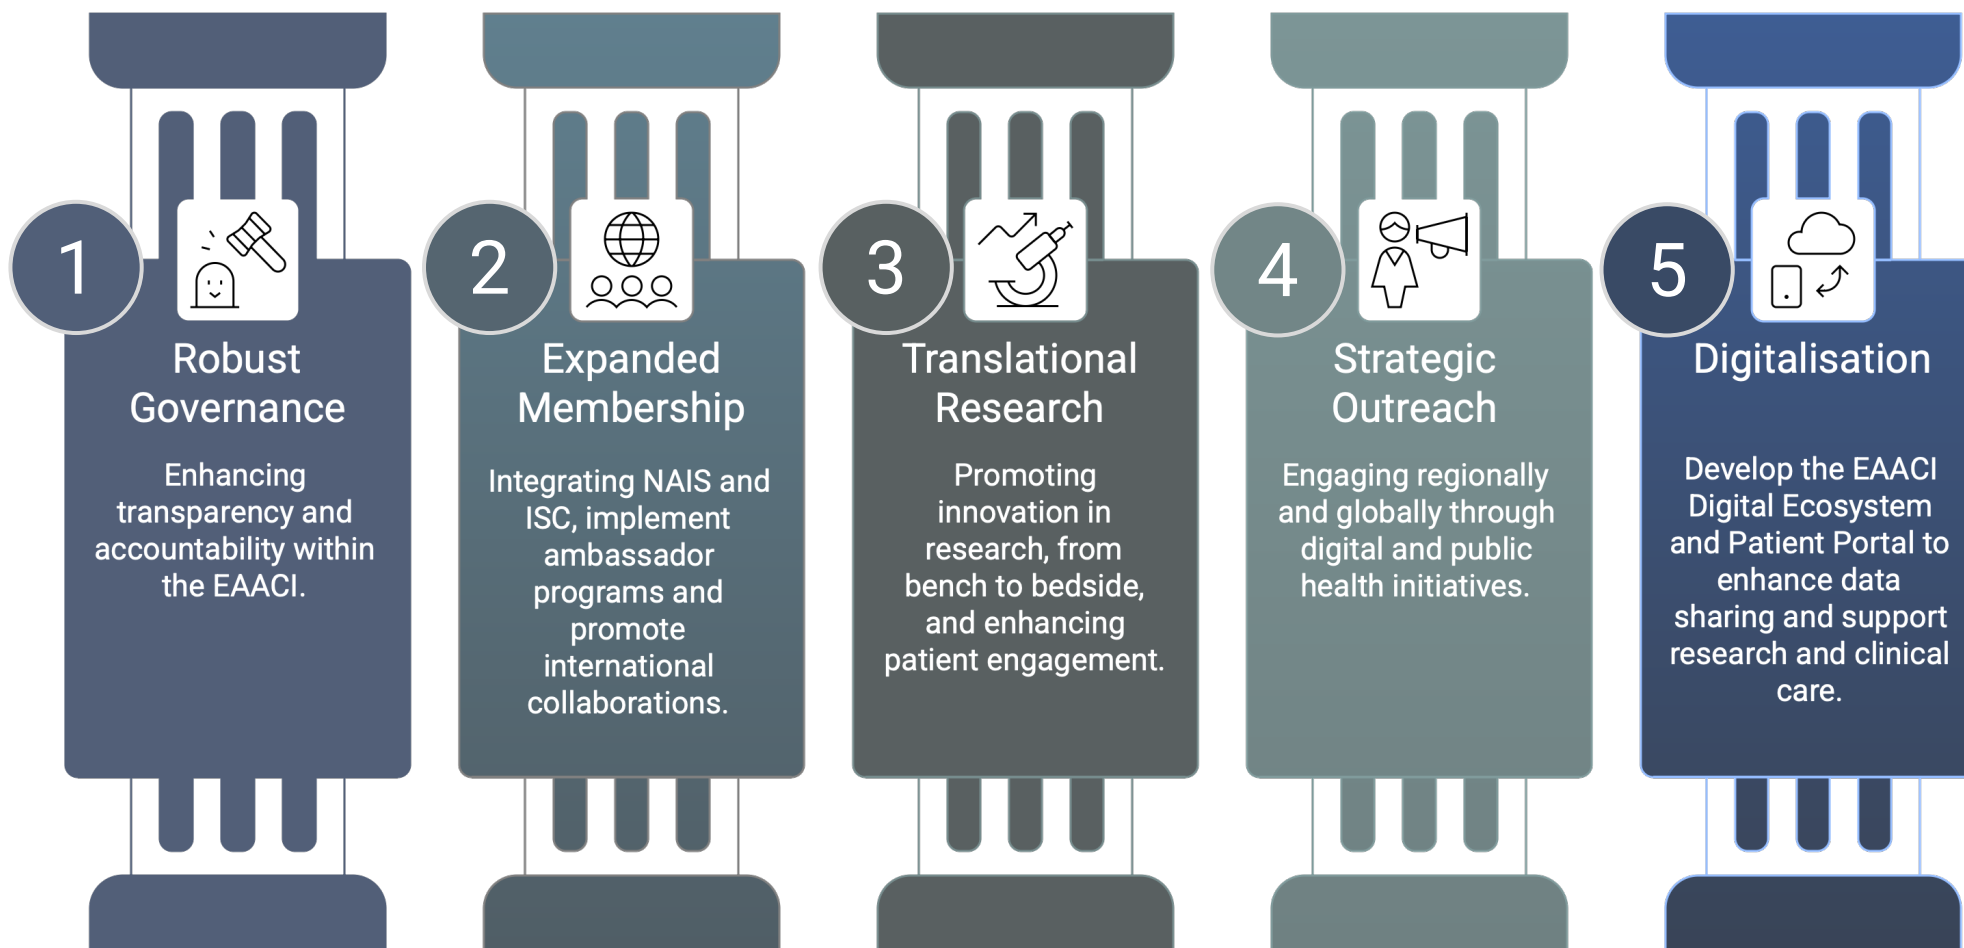 1
Robust
Governance
Enhancing
transparency and
accountability within
the EAACI.
2
Expanded
Membership
Integrating NAIS and
ISC, implement
ambassador
programs and
promote
international
collaborations.
3
Translational
Research
Promoting
innovation in
research, from
bench to bedside,
and enhancing
patient engagement.
4
Strategic
Outreach
Engaging regionally
and globally through
digital and public
health initiatives.
5
Digitalisation
Develop the EAACI
Digital Ecosystem
and Patient Portal to
enhance data
sharing and support
research and clinical
care.